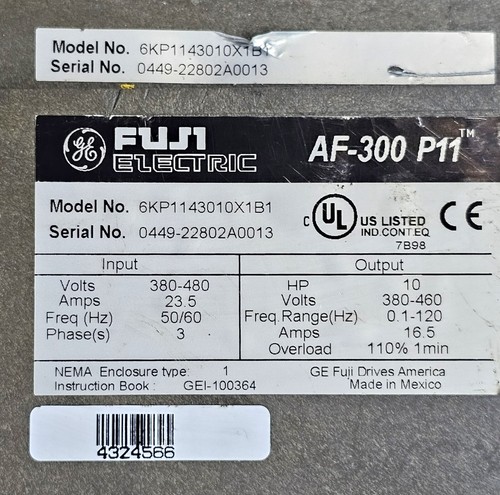 Model No. 6KP1143010X1B1
Serial No. 0449-22802A0013
GE FUJI ELECTRIC AF-300 P11™
Model No. 6KP1143010X1B1
Serial No. 0449-22802A0013
C UL US LISTED IND.CONT.EQ. 7B98 CE
Input Output
Volts 380-480 HP 10
Amps 23.5 Volts 380-460
Freq (Hz) 50/60 Freq.Range(Hz) 0.1-120
Phase(s) 3 Amps 16.5
Overload 110% 1min
NEMA Enclosure type: 1 GE Fuji Drives America
Instruction Book : GEI-100364 Made in Mexico
4324566